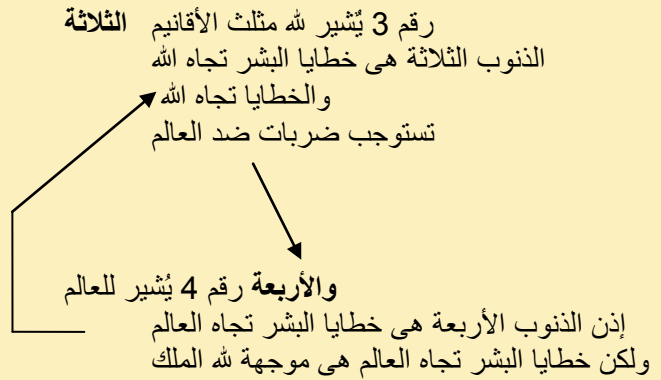 الثلاثة رقم 3 يُشير لله مثلث الأقانيم
الذنوب الثلاثة هى خطايا البشر تجاه الله
والخطايا تجاه الله
تستوجب ضربات ضد العالم
والأربعة رقم 4 يُشير للعالم
إذن الذنوب الأربعة هى خطايا البشر تجاه العالم
ولكن خطايا البشر تجاه العالم هى موجهة لله الملك